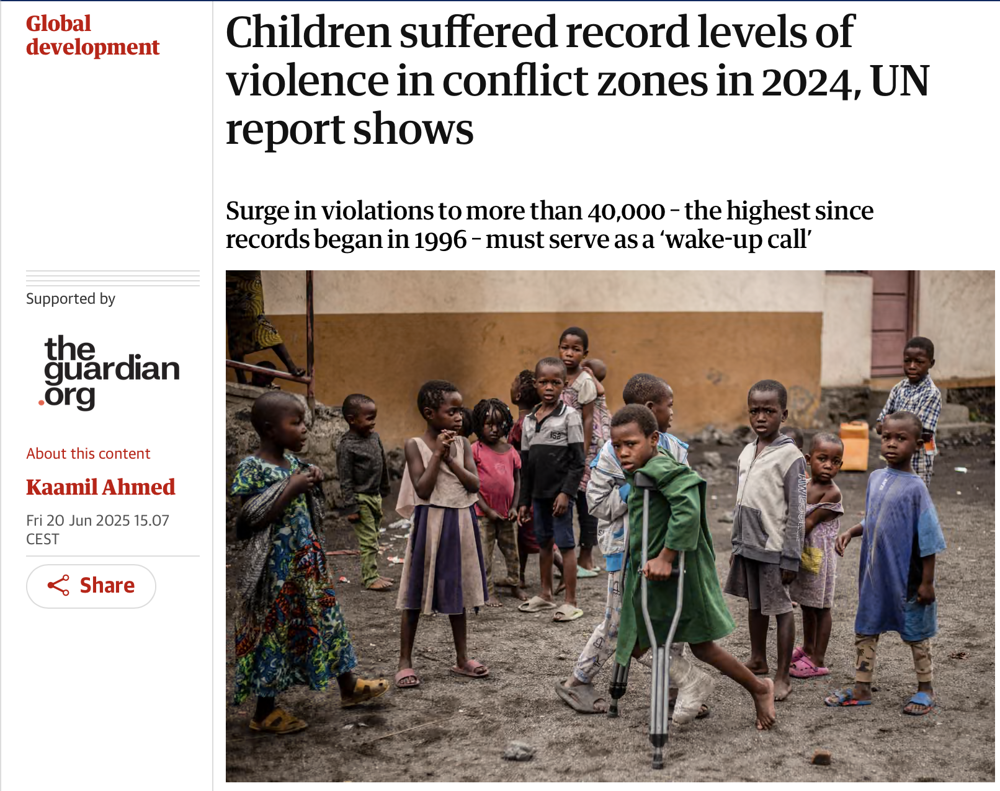 Global
development
Children suffered record levels of
violence in conflict zones in 2024, UN
report shows
Surge in violations to more than 40,000 – the highest since
records began in 1996 – must serve as a ‘wake-up call’
Supported by
the
guardian
.org
About this content
Kaamil Ahmed
Fri 20 Jun 2025 15.07
CEST
Share
152